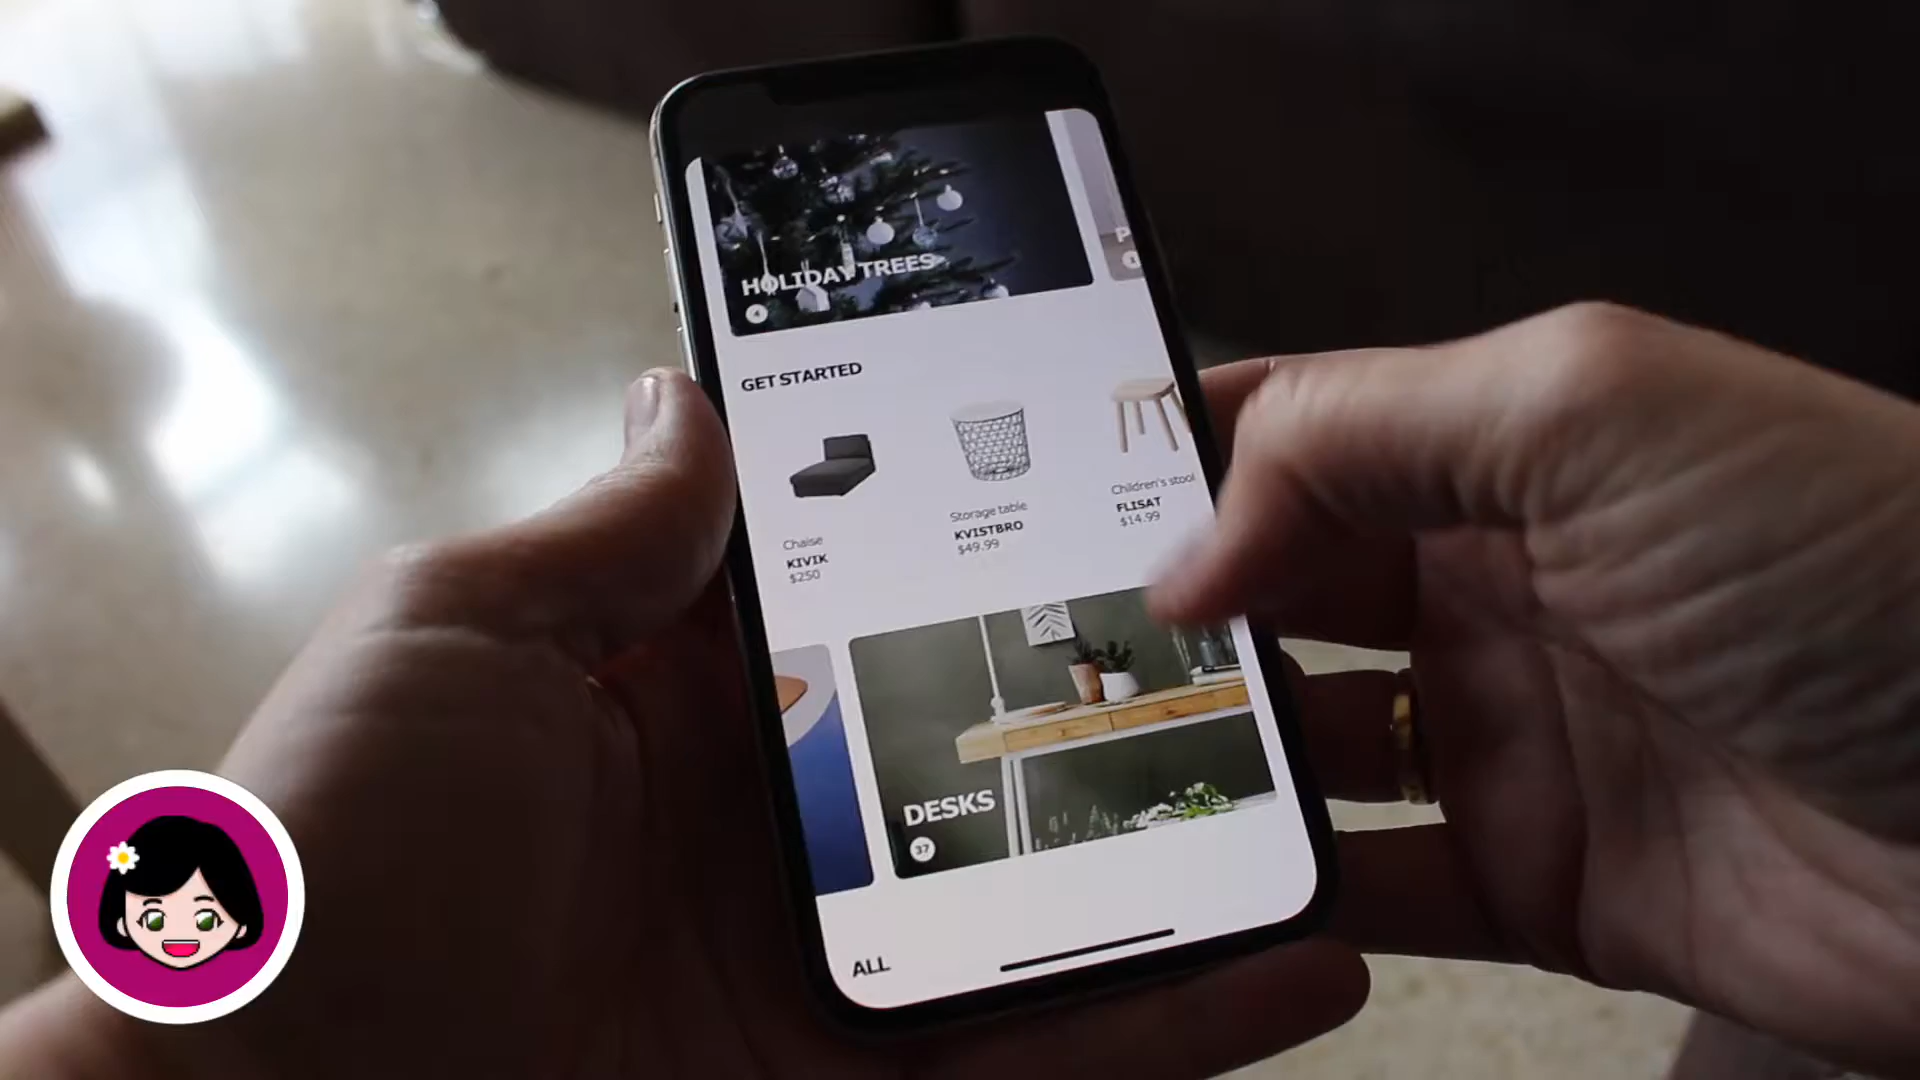 HOLIDAY TREES
4
P
1
GET STARTED
Chaise
KIVIK
$250
Storage table
KVISTBRO
$49.99
Children's stool
FLISAT
$14.99
DESKS
37
ALL